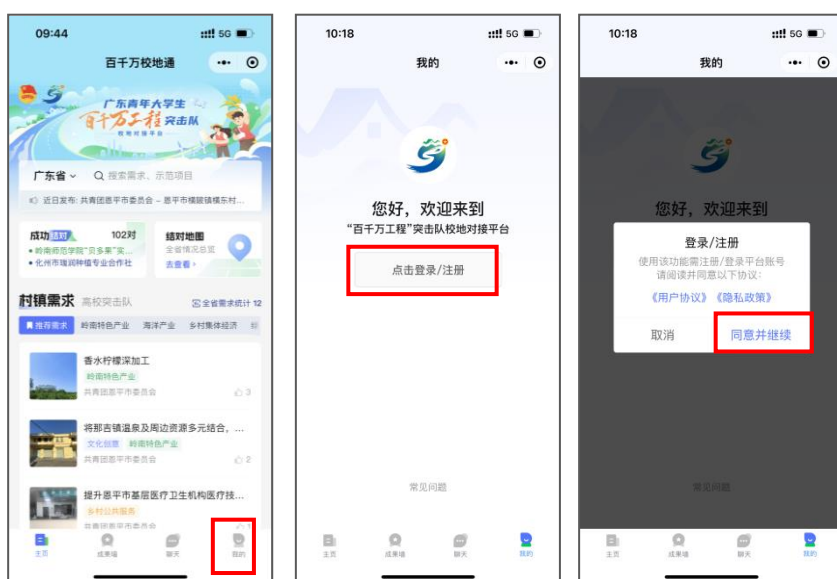 09:44
5G
百千万校地通
广东青年大学生
百千万工程突击队
校地对接平台
广东省
搜索需求、示范项目
近日发布: 共青团恩平市委员会 – 恩平市横陂镇横东村...
成功结对 102对
岭南师范学院"贝多果"实...
化州市瑞润种植专业合作社
结对地图
全省情况总览
去查看
村镇需求 高校突击队 全省需求统计 12
推荐需求 岭南特色产业 海洋产业 乡村集体经济
香水柠檬深加工
岭南特色产业
共青团恩平市委员会 3
将那吉镇温泉及周边资源多元结合，...
文化创意 岭南特色产业
共青团恩平市委员会 2
提升恩平市基层医疗卫生机构医疗技...
乡村公共服务
共青团恩平市委员会
主页 成果墙 聊天 我的
10:18
5G
我的
您好，欢迎来到
"百千万工程"突击队校地对接平台
点击登录/注册
常见问题
主页 成果墙 聊天 我的
10:18
5G
我的
您好，欢迎来到
登录/注册
使用该功能需注册/登录平台账号
请阅读并同意以下协议：
《用户协议》《隐私政策》
取消 同意并继续
常见问题
主页 成果墙 聊天 我的